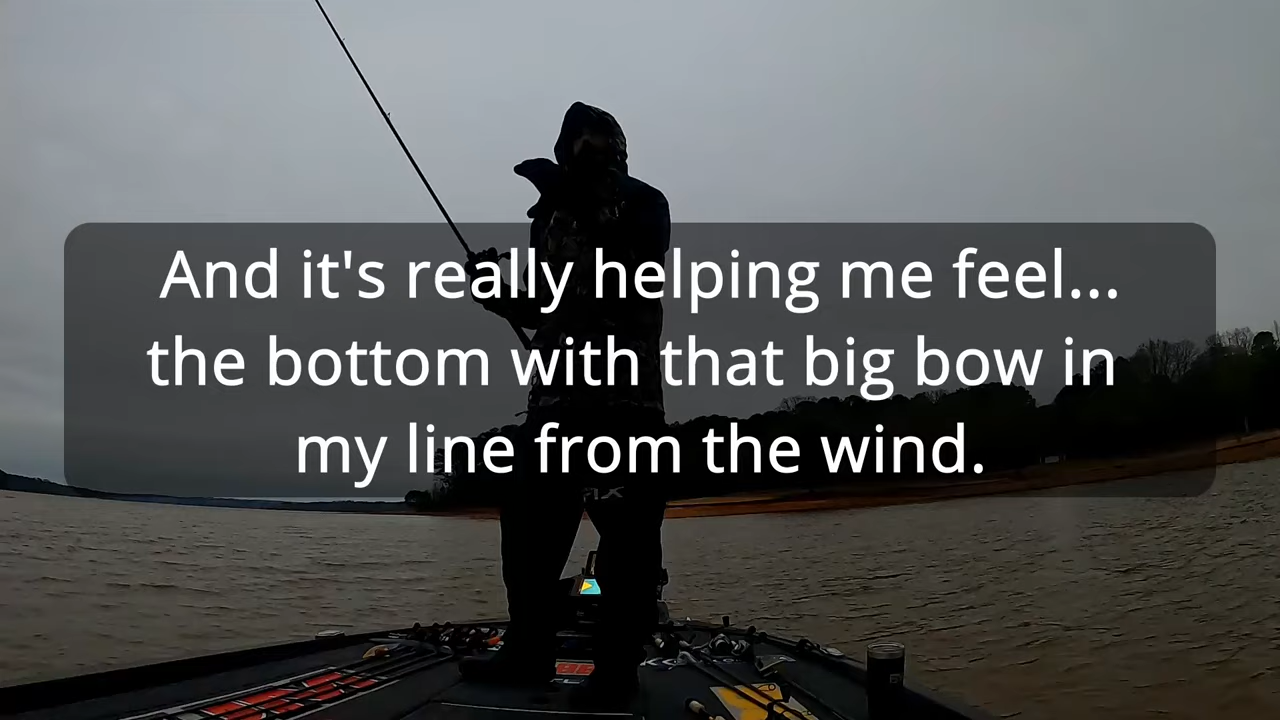 And it's really helping me feel...
the bottom with that big bow in
my line from the wind.